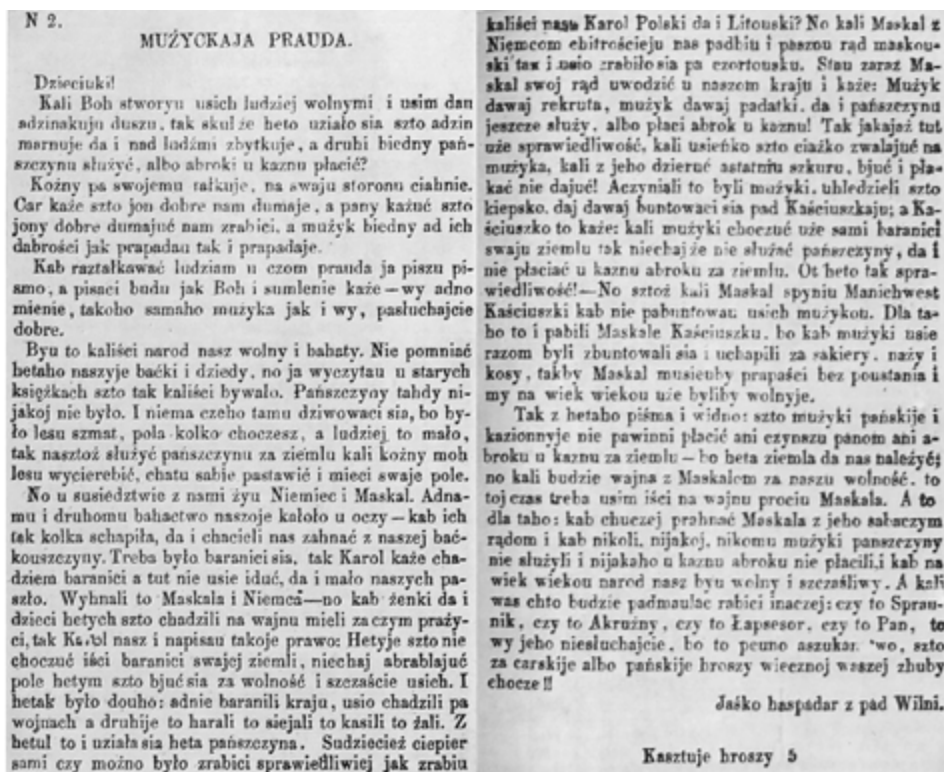 N 2.
MUŻYCKAJA PRAUDA.
Dzieciuki!
Kali Boh stworyu usich ludziej wolnymi i usim dau
adzinakuju duszu, tak skul że heto uziało sia szto adzin
marnuje da i nad ludźmi zbytkuje, a druhi biedny pań-
szczynu służyć, albo abroki u kaznu płacić?
Kożny pa swojemu tałkuje, na swaju storonu ciahnie.
Car każe szto jon dobre nam dumaje, a pany każuć szto
jony dobre dumajuć nam zrabici, a mużyk biedny ad ich
dabrości jak prapadau tak i prapadaje.
Kab raztałkawać ludziam u czom prauda ja piszu pi-
smo, a pisaci budu jak Boh i sumlenie każe—wy adno
mienie, takoho samaho mużyka jak i wy, pasłuchajcie
dobre.
Byu to kaliści narod nasz wolny i bahaty. Nie pomniać
hetaho naszyje baćki i dziedy, no ja wyczytau u starych
księżkach szto tak kaliści bywało. Pańszczyny tahdy ni-
jakoj nie było. I niema czeho tamu dziwowaci sia, bo by-
ło lesu szmat, pola kolko choczesz, a ludziej to mało,
tak nasztoż służyć pańszczynu za ziemlu kali kożny moh
lesu wycierebić, chatu sabie pastawić i mieci swaje pole.
No u susiedztwie z nami żyu Niemiec i Maskal. Adna-
mu i druhomu bahactwo naszoje kałoło u oczy—kab ich
tak kolka schapiła, da i chacieli nas zahnać z naszej bać-
kouszczyny. Treba było baranici sia, tak Karol każe cha-
dziem baranici a tut nie usie iduć, da i mało naszych pa-
szło. Wyhnali to Maskala i Niemca—no kab żenki da i
dzieci hetych szto chadzili na wajnu mieli za czym praży-
ci, tak Karol nasz i napisau takoje prawo: Hetyje szto nie
choczuć iści baranici swajej ziemli, niechaj abrablajuć
pole hetym szto bjuć sia za wolność i szczaście usich. I
hetak było douho: adnie baranili kraju, usio chadzili pa
wojnach a druhije to harali to siejali to kasili to żali. Z
hetul to i uziała sia heta pańszczyna. Sudziecież ciepier
sami czy możno było zrabici sprawiedliwiej jak zrabiu
kaliści nasz Karol Polski da i Litouski? No kali Maskal z
Niemcom chitrościeju nas padbiu i paszou rąd maskou-
ski tak i usio zrabiło sia pa czortousku. Stau zaraz Ma-
skal swoj rąd uwodzić u naszom kraju i każe: Mużyk
dawaj rekruta, mużyk dawaj padatki, da i pańszczynu
jeszcze służy, albo płaci abrok u kaznu! Tak jakajaż tut
uże sprawiedliwość, kali usieńko szto ciażko zwalajuć na
mużyka, kali z jeho dzieruć astatniu szkuru, bjuć i pła-
kać nie dajuć! Aczyniali to byli mużyki, uhledzieli szto
kiepsko, daj dawaj buntowaci sia pad Kaściuszkaju; a Ka-
ściuszko to każe: kali mużyki choczuć uże sami baranici
swaju ziemlu tak niechaj że nie służać pańszczyny, da i
nie płaciać u kaznu abroku za ziemlu. Ot heto tak spra-
wiedliwość!—No sztoż kali Maskal spyniu Manichwest
Kaściuszki kab nie pabuntowau usich mużykou. Dla ta-
ho to i pabili Maskale Kaściuszku, bo kab mużyki usie
razom byli zbuntowali sia i uchapili za sakiery, naży i
kosy, takby Maskal musieuby prapaści bez poustania i
my na wiek wiekou uże byliby wolnyje.
Tak z hetaho piśma i widno: szto mużyki pańskije i
kazionnyje nie pawinni płacić ani czynszu panom ani a-
broku u kaznu za ziemlu — bo heta ziemla da nas należyć;
no kali budzie wajna z Maskalem za naszu wolność, to
toj czas treba usim iści na wajnu prociu Maskala. A to
dla taho: kab chuczej prahnać Maskala z jeho sabaczym
rądom i kab nikoli, nijakoj, nikomu mużyki panszczyny
nie służyli i nijakaho u kaznu abroku nie płacili, i kab na
wiek wiekou narod nasz byu wolny i szczaśliwy. A kali
was chto budzie padmaulać rabici inaczej: czy to Sprau-
nik, czy to Akrużny, czy to Łapsesor, czy to Pan, to
wy jeho niesłuchajcie, bo to peuno aszukanstwo, szto
za carskije albo pańskije hroszy wiecznoj waszej zhuby
chocze!!
Jaśko haspadar z pad Wilni.
Kasztuje hroszy 5